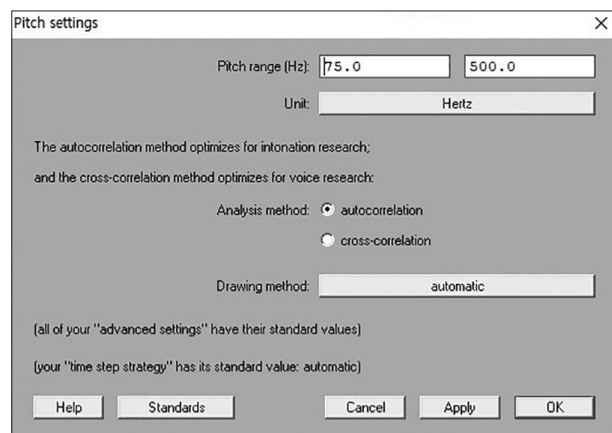 Pitch settings
Pitch range (Hz): 75.0 500.0
Unit: Hertz
The autocorrelation method optimizes for intonation research;
and the cross-correlation method optimizes for voice research:
Analysis method: autocorrelation
cross-correlation
Drawing method: automatic
(all of your "advanced settings" have their standard values)
(your "time step strategy" has its standard value: automatic)
Help Standards Cancel Apply OK